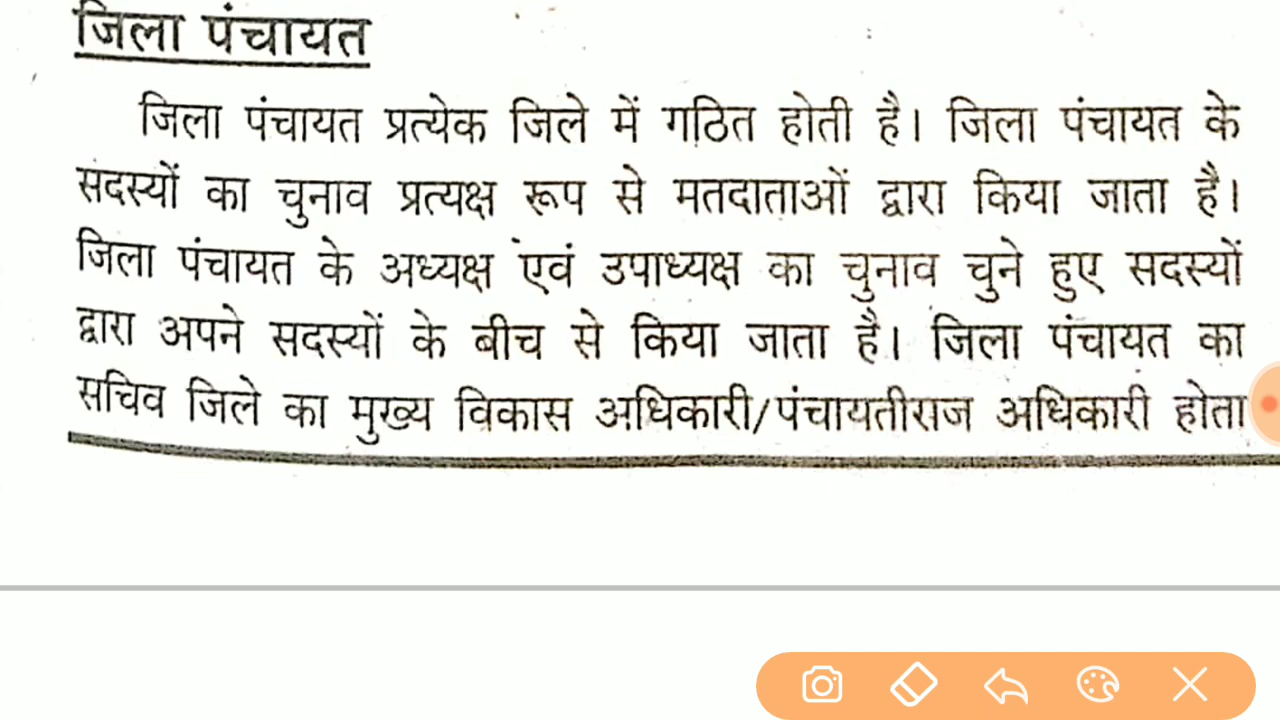 जिला पंचायत
जिला पंचायत प्रत्येक जिले में गठित होती है। जिला पंचायत के
सदस्यों का चुनाव प्रत्यक्ष रूप से मतदाताओं द्वारा किया जाता है।
जिला पंचायत के अध्यक्ष एवं उपाध्यक्ष का चुनाव चुने हुए सदस्यों
द्वारा अपने सदस्यों के बीच से किया जाता है। जिला पंचायत का
सचिव जिले का मुख्य विकास अधिकारी/पंचायतीराज अधिकारी होता